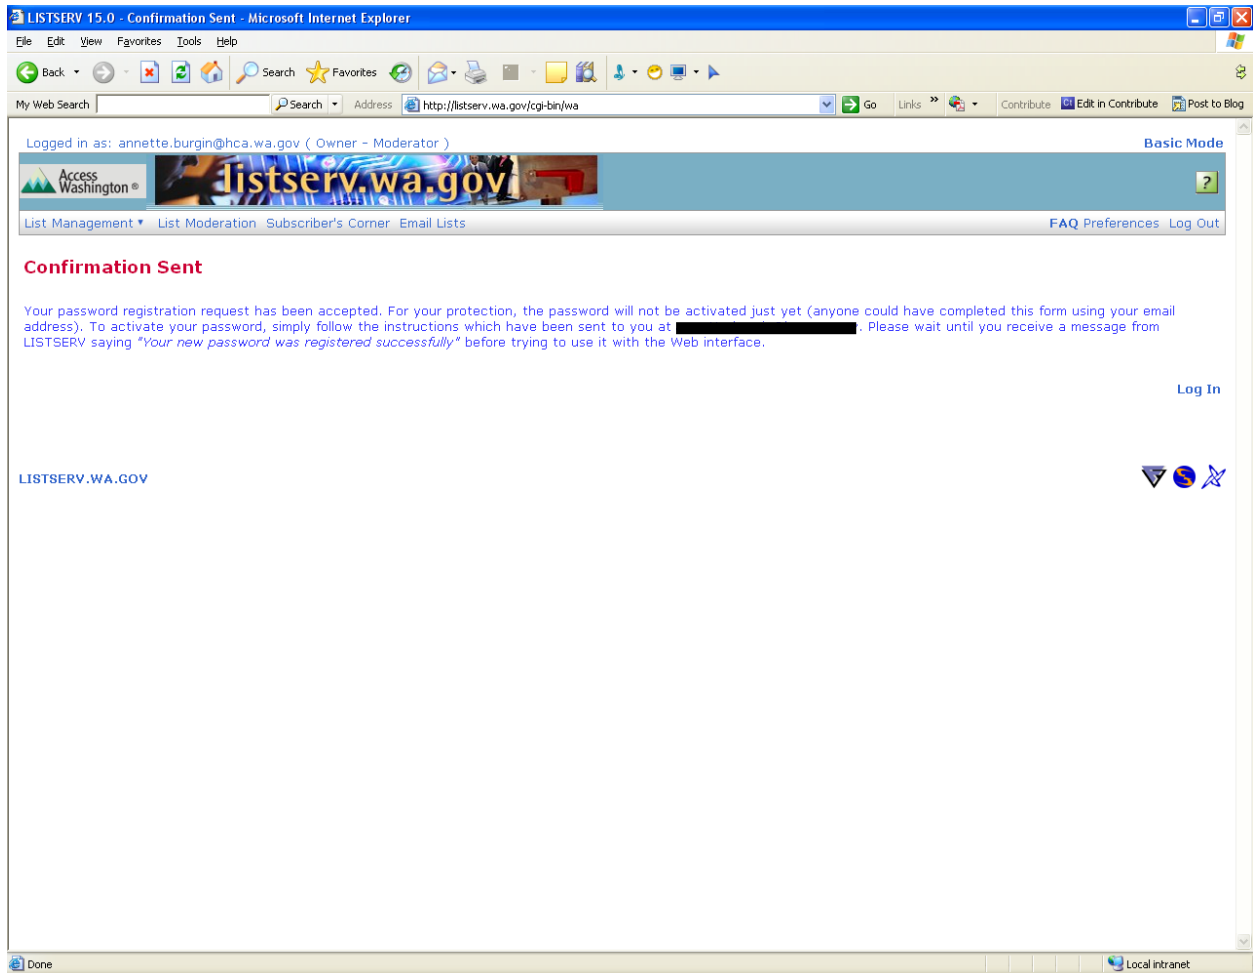 LISTSERV 15.0 - Confirmation Sent - Microsoft Internet Explorer
File Edit View Favorites Tools Help
Back Search Favorites
My Web Search Search Address http://listserv.wa.gov/cgi-bin/wa Go Links » Contribute Edit in Contribute Post to Blog
Logged in as: annette.burgin@hca.wa.gov ( Owner - Moderator ) Basic Mode
Access Washington ® listserv.wa.gov ?
List Management List Moderation Subscriber's Corner Email Lists FAQ Preferences Log Out
Confirmation Sent
Your password registration request has been accepted. For your protection, the password will not be activated just yet (anyone could have completed this form using your email
address). To activate your password, simply follow the instructions which have been sent to you at . Please wait until you receive a message from
LISTSERV saying "Your new password was registered successfully" before trying to use it with the Web interface.
Log In
LISTSERV.WA.GOV
Done Local intranet